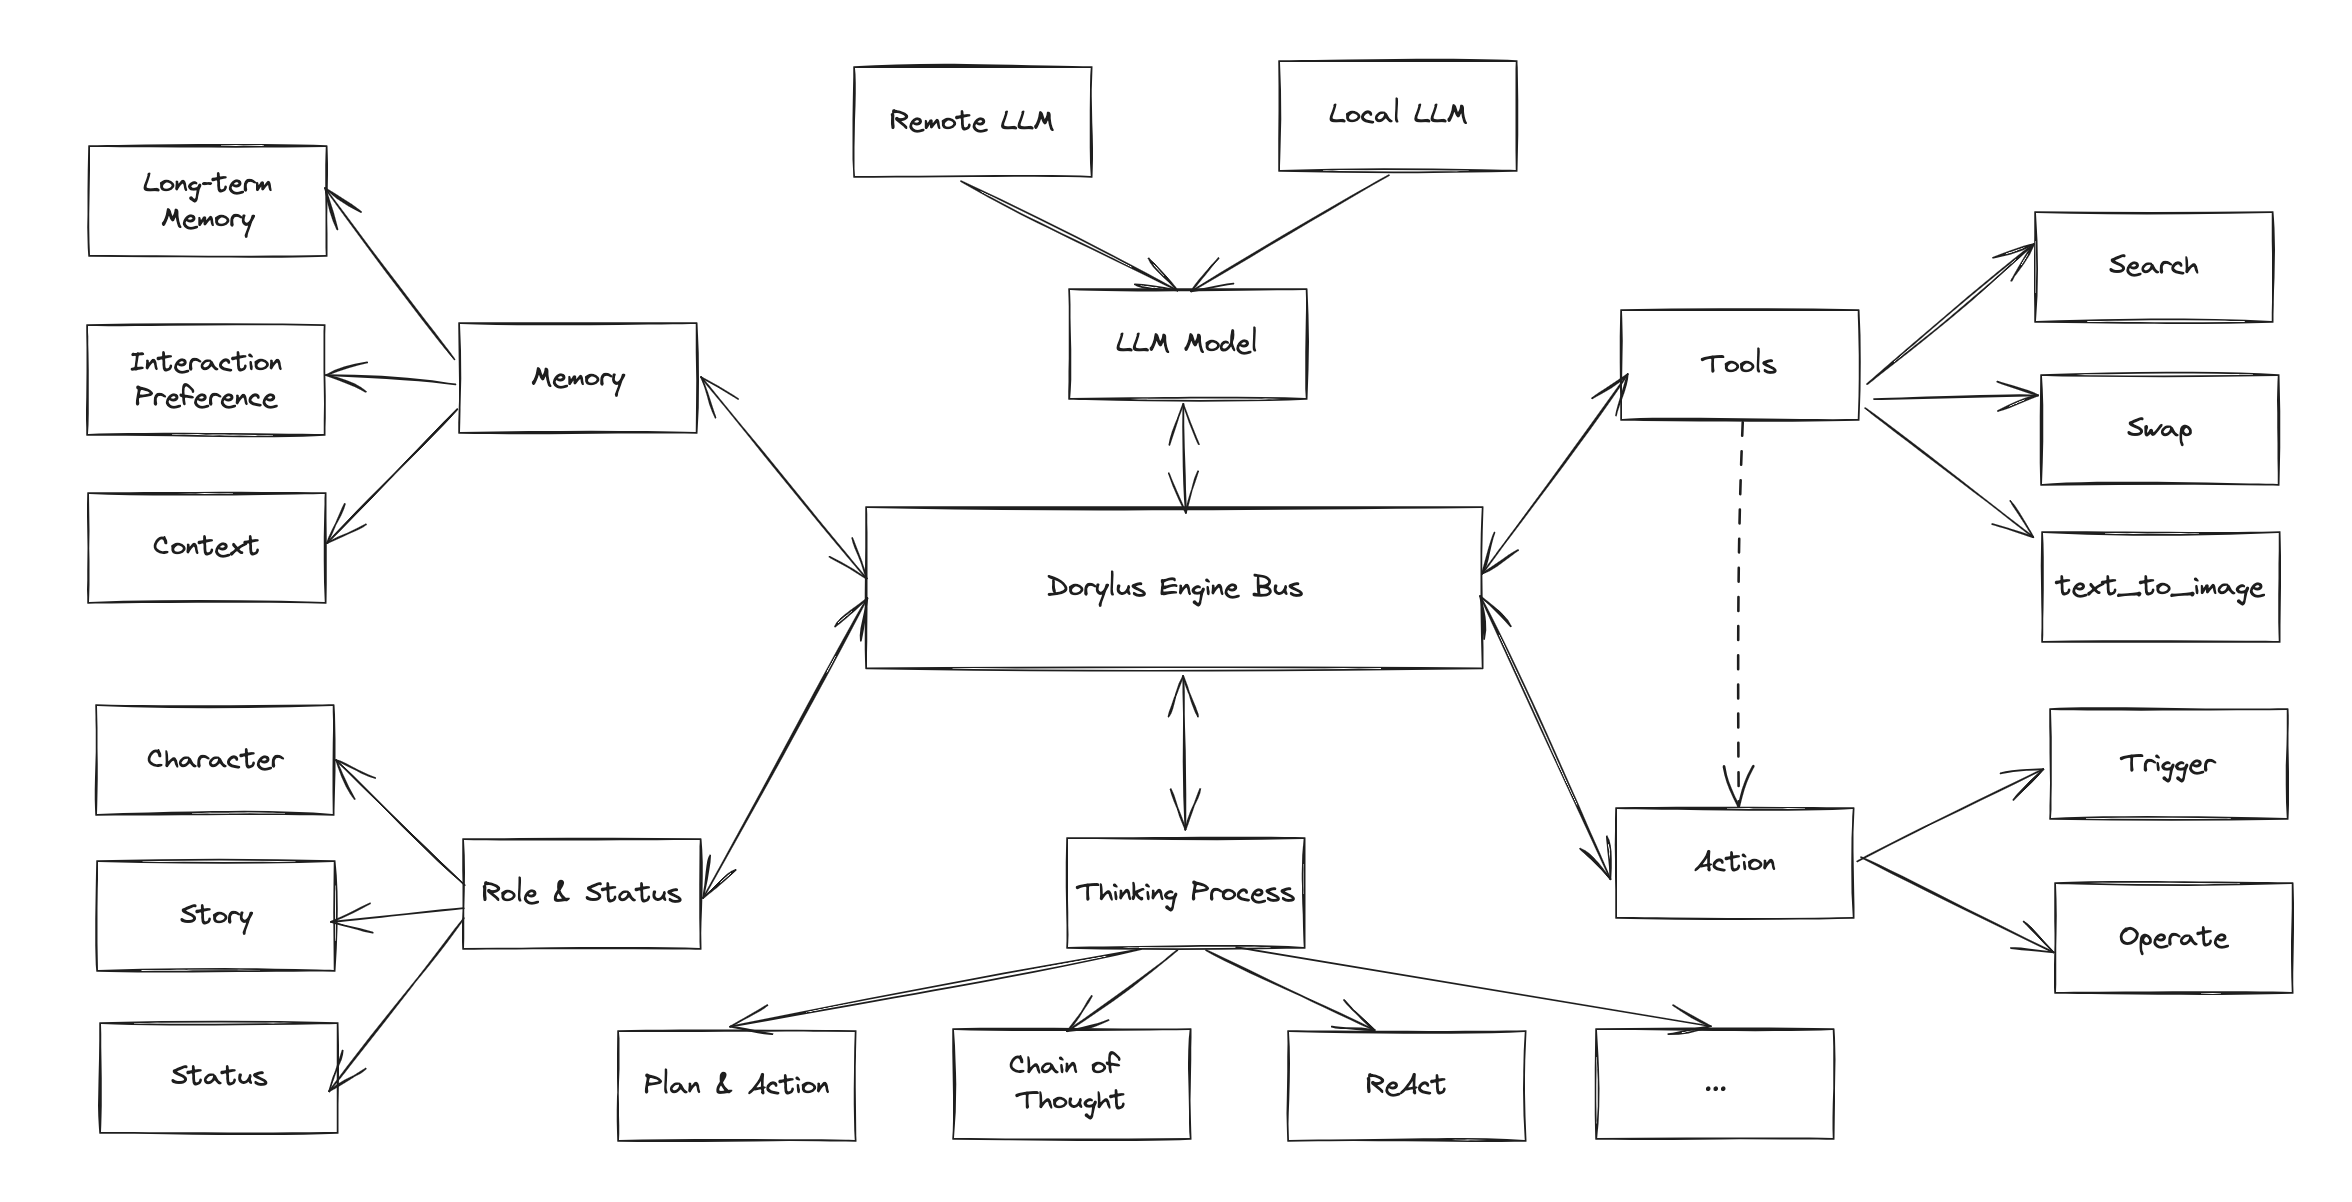 Remote LLM
Local LLM
Long-term
Memory
Search
LLM Model
Tools
Interaction
Preference
Memory
Swap
Context
Dorylus Engine Bus
text_to_image
Character
Trigger
Action
Role & Status
Thinking Process
Story
Operate
Status
Plan & Action
Chain of
Thought
ReAct
...